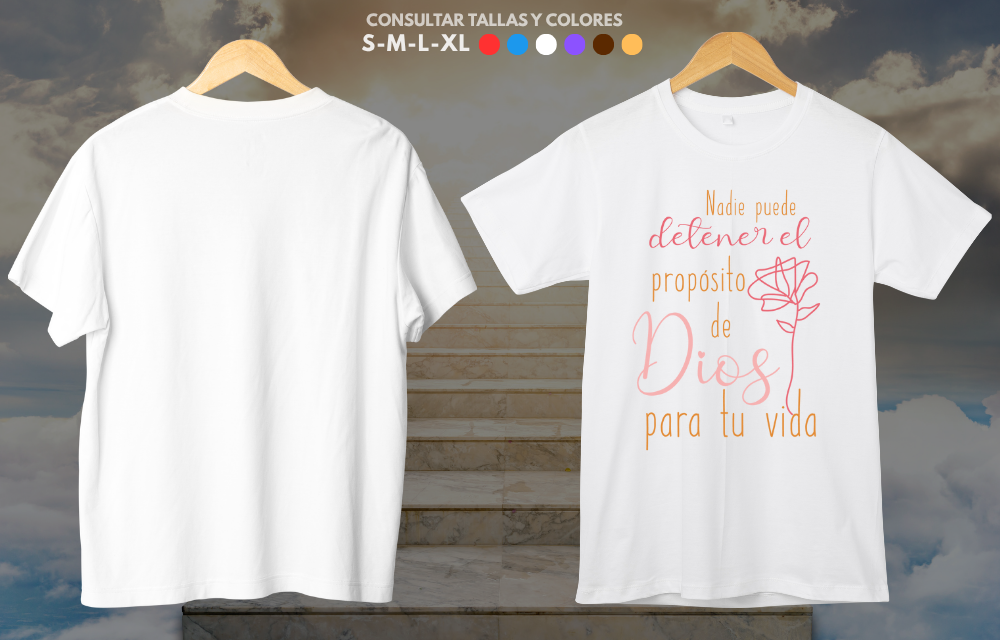 CONSULTAR TALLAS Y COLORES
S-M-L-XL
Nadie puede
detener el
propósito
de
Dios
para tu vida